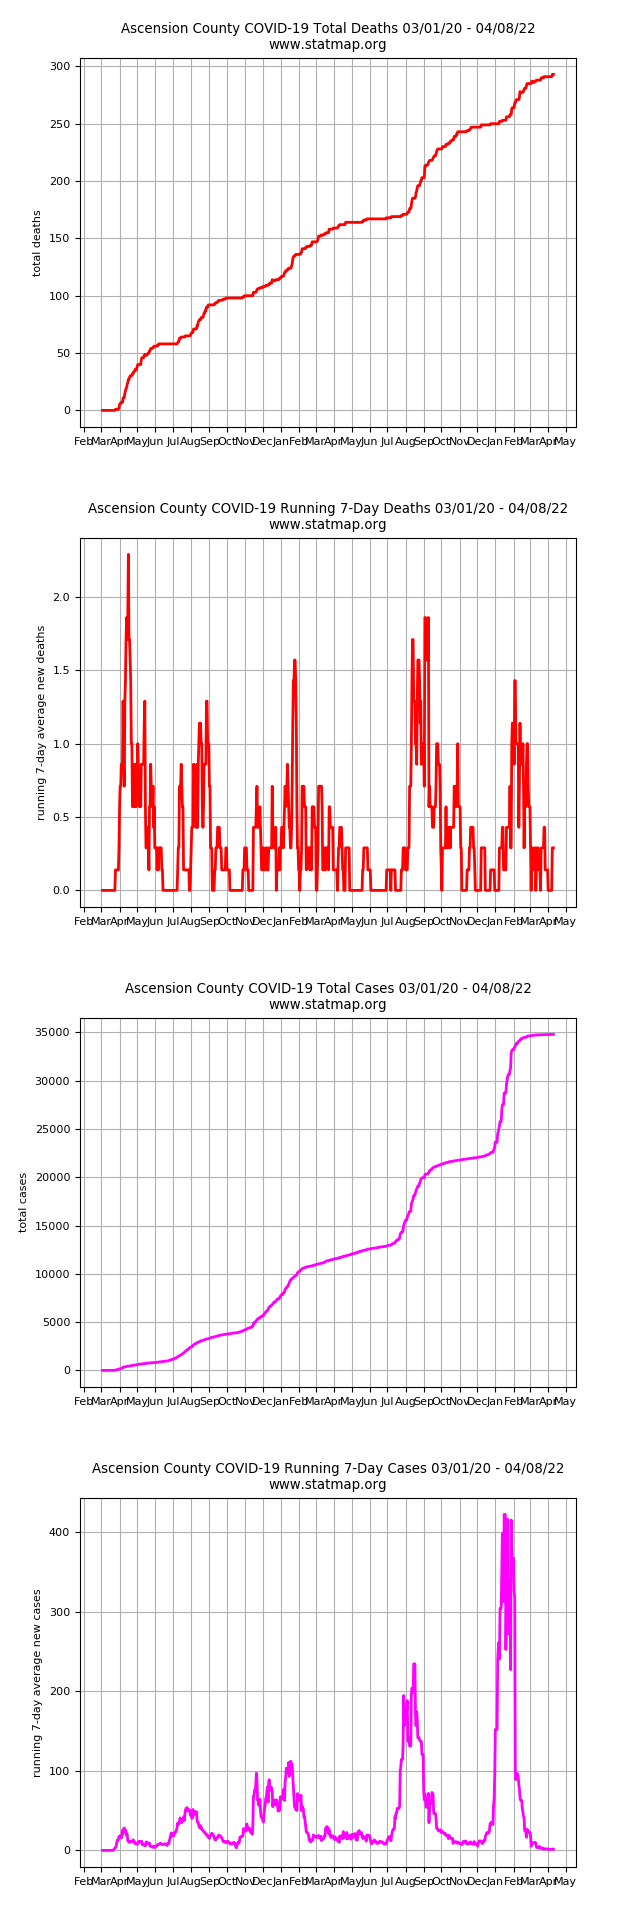 Ascension County COVID-19 Total Deaths 03/01/20 - 04/08/22
www.statmap.org
300
250
200
150
100
50
0
total deaths
Feb Mar Apr May Jun Jul Aug Sep Oct Nov Dec Jan Feb Mar Apr May Jun Jul Aug Sep Oct Nov Dec Jan Feb Mar Apr May
Ascension County COVID-19 Running 7-Day Deaths 03/01/20 - 04/08/22
www.statmap.org
2.0
1.5
1.0
0.5
0.0
running 7-day average new deaths
Feb Mar Apr May Jun Jul Aug Sep Oct Nov Dec Jan Feb Mar Apr May Jun Jul Aug Sep Oct Nov Dec Jan Feb Mar Apr May
Ascension County COVID-19 Total Cases 03/01/20 - 04/08/22
www.statmap.org
35000
30000
25000
20000
15000
10000
5000
0
total cases
Feb Mar Apr May Jun Jul Aug Sep Oct Nov Dec Jan Feb Mar Apr May Jun Jul Aug Sep Oct Nov Dec Jan Feb Mar Apr May
Ascension County COVID-19 Running 7-Day Cases 03/01/20 - 04/08/22
www.statmap.org
400
300
200
100
0
running 7-day average new cases
Feb Mar Apr May Jun Jul Aug Sep Oct Nov Dec Jan Feb Mar Apr May Jun Jul Aug Sep Oct Nov Dec Jan Feb Mar Apr May